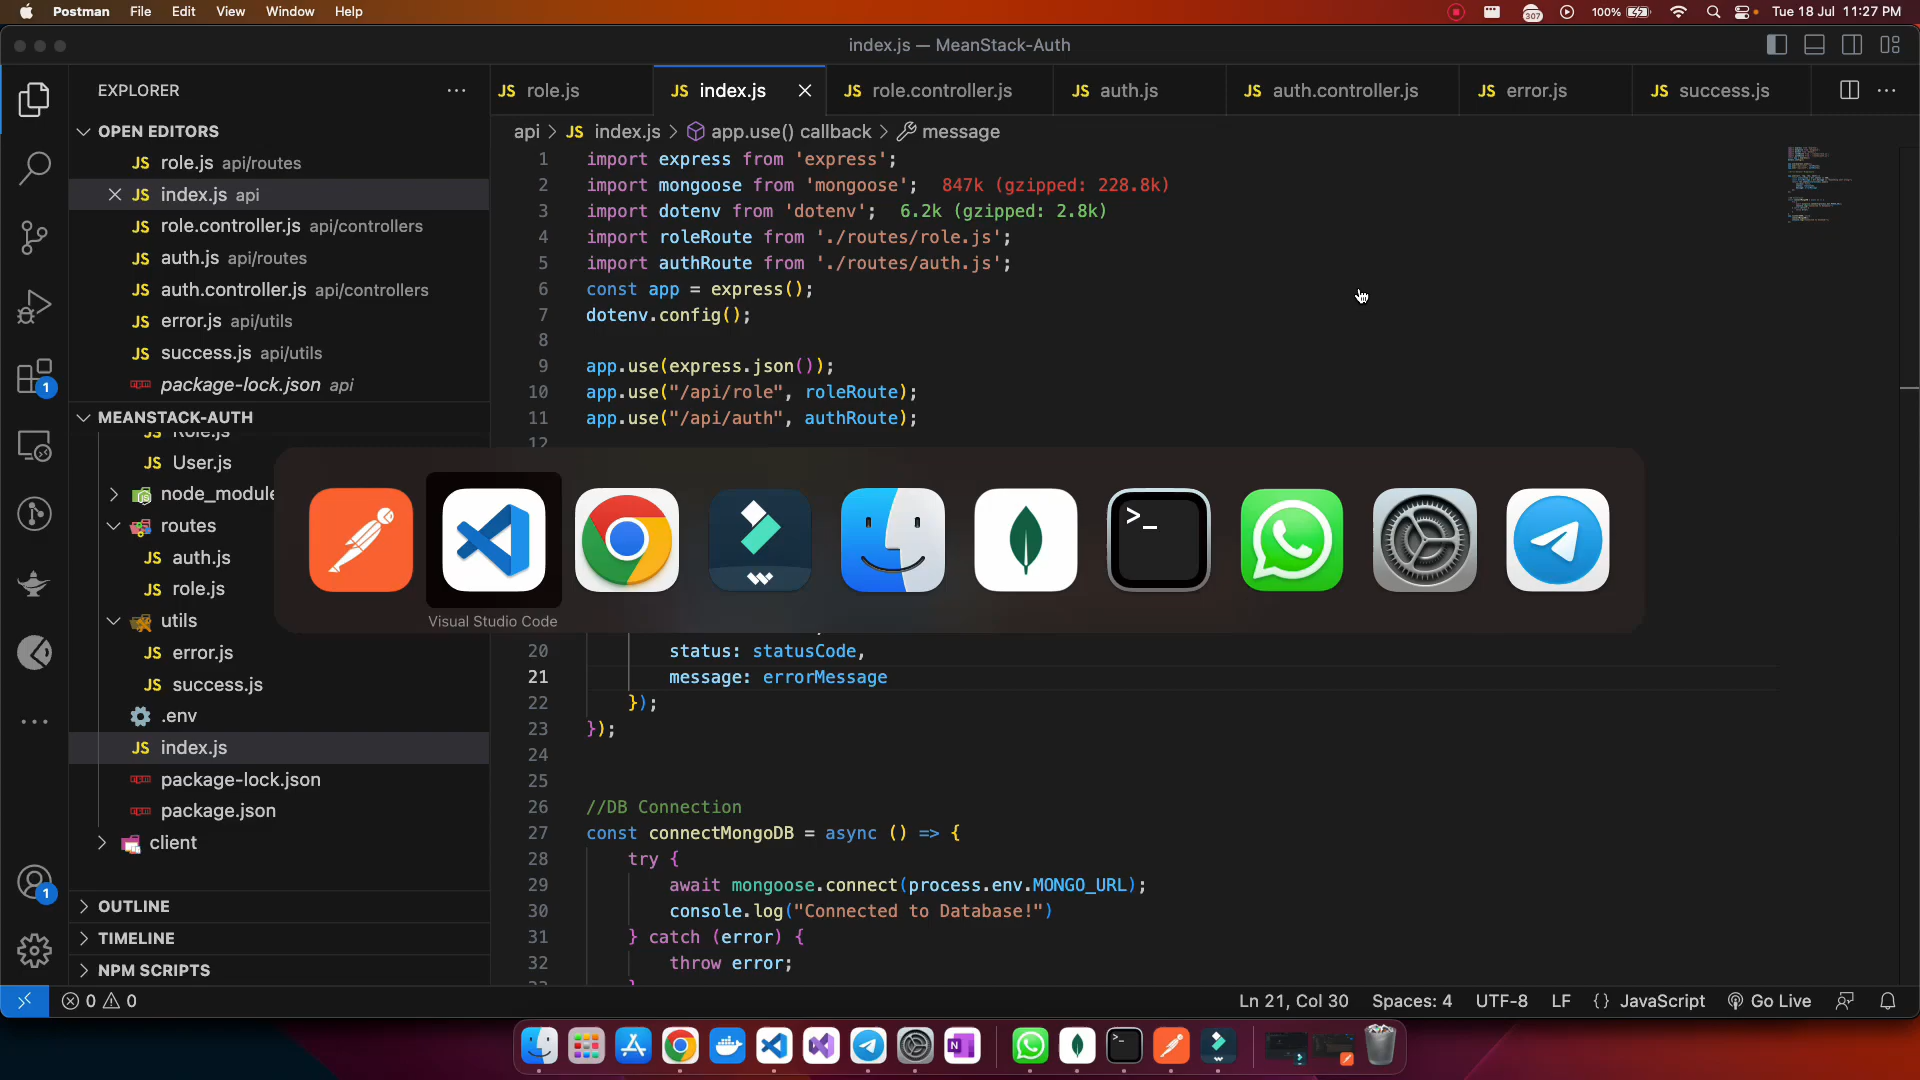 Postman File Edit View Window Help
307 100% Tue 18 Jul 11:27 PM
index.js — MeanStack-Auth
EXPLORER
JS role.js JS index.js JS role.controller.js JS auth.js JS auth.controller.js JS error.js JS success.js
OPEN EDITORS
JS role.js api/routes
JS index.js api
JS role.controller.js api/controllers
JS auth.js api/routes
JS auth.controller.js api/controllers
JS error.js api/utils
JS success.js api/utils
package-lock.json api
MEANSTACK-AUTH
JS Role.js
JS User.js
node_module
routes
JS auth.js
JS role.js
utils
JS error.js
JS success.js
.env
JS index.js
package-lock.json
package.json
client
OUTLINE
TIMELINE
NPM SCRIPTS
1
1
api > JS index.js > app.use() callback > message
1 import express from 'express';
2 import mongoose from 'mongoose'; 847k (gzipped: 228.8k)
3 import dotenv from 'dotenv'; 6.2k (gzipped: 2.8k)
4 import roleRoute from './routes/role.js';
5 import authRoute from './routes/auth.js';
6 const app = express();
7 dotenv.config();
8
9 app.use(express.json());
10 app.use("/api/role", roleRoute);
11 app.use("/api/auth", authRoute);
12
Visual Studio Code
20 status: statusCode,
21 message: errorMessage
22 });
23 });
24
25
26 //DB Connection
27 const connectMongoDB = async () => {
28 try {
29 await mongoose.connect(process.env.MONGO_URL);
30 console.log("Connected to Database!")
31 } catch (error) {
32 throw error;
0 0 Ln 21, Col 30 Spaces: 4 UTF-8 LF {} JavaScript Go Live